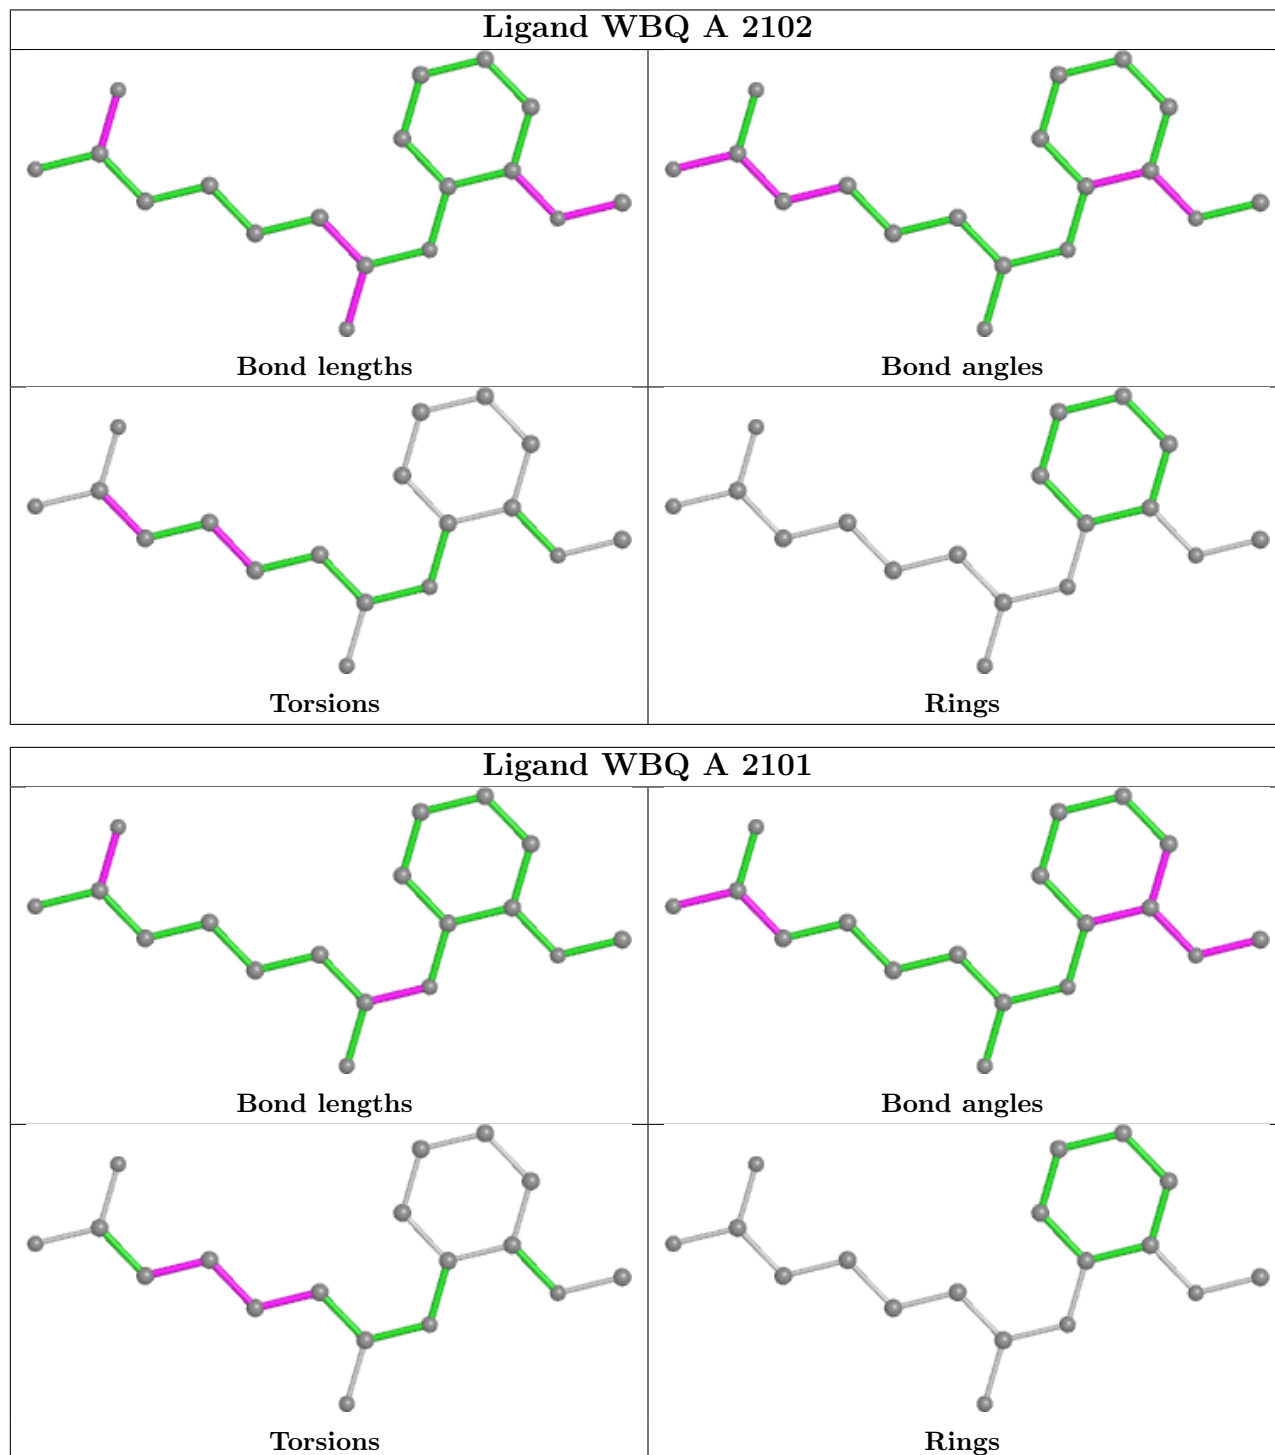 Ligand WBQ A 2102
Bond lengths
Bond angles
Torsions
Rings
Ligand WBQ A 2101
Bond lengths
Bond angles
Torsions
Rings